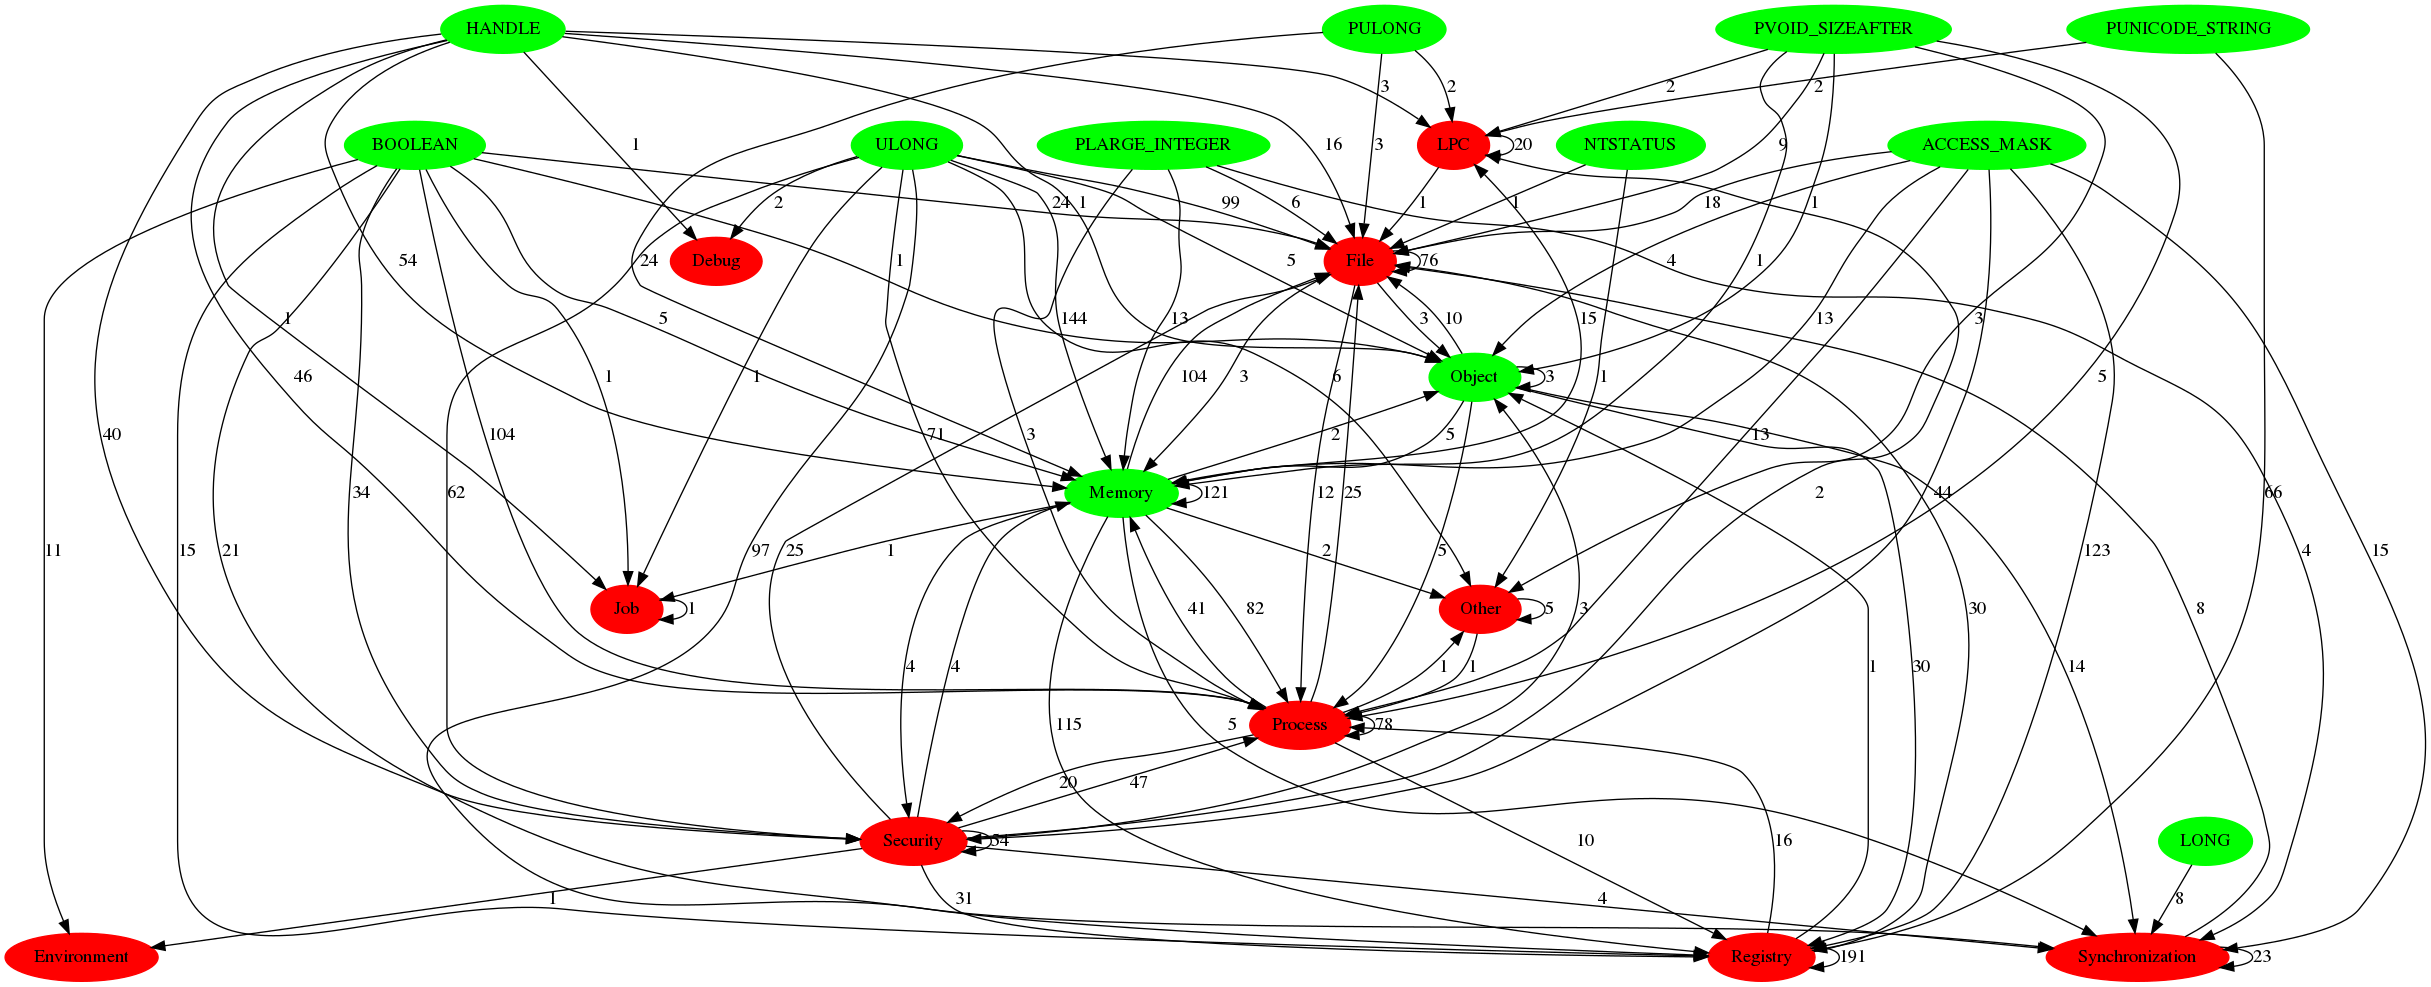 HANDLE PULONG PVOID_SIZEAFTER PUNICODE_STRING
3 2 2 2
BOOLEAN ULONG PLARGE_INTEGER LPC 20 NTSTATUS ACCESS_MASK
1 16 3 9
2 24 1 99 6 1 1 18 1
54 24 Debug 1 5 File 76 1 4
1 5 144 13 3 10 15 13 3
46 1 1 6 104 3 Object 3 1 5
40 104 71 3 2 5 13
34 62 Memory 121 12 25 2 44 66
11 15 21 97 25 1 2 5 123 4 15
Job 1 41 82 Other 5 3 30 8
4 4 1 1 1 30 14
115 5 Process 78
20 47
Security 54 10 16 LONG
1 31 4 8
Environment Registry 191 Synchronization 23